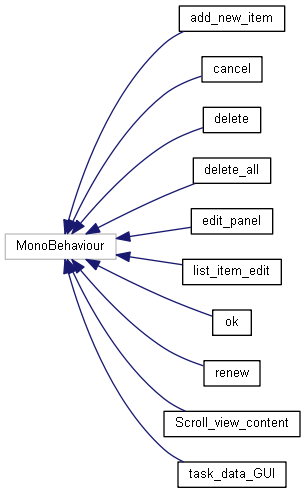 add_new_item
cancel
delete
delete_all
edit_panel
MonoBehaviour
list_item_edit
ok
renew
Scroll_view_content
task_data_GUI